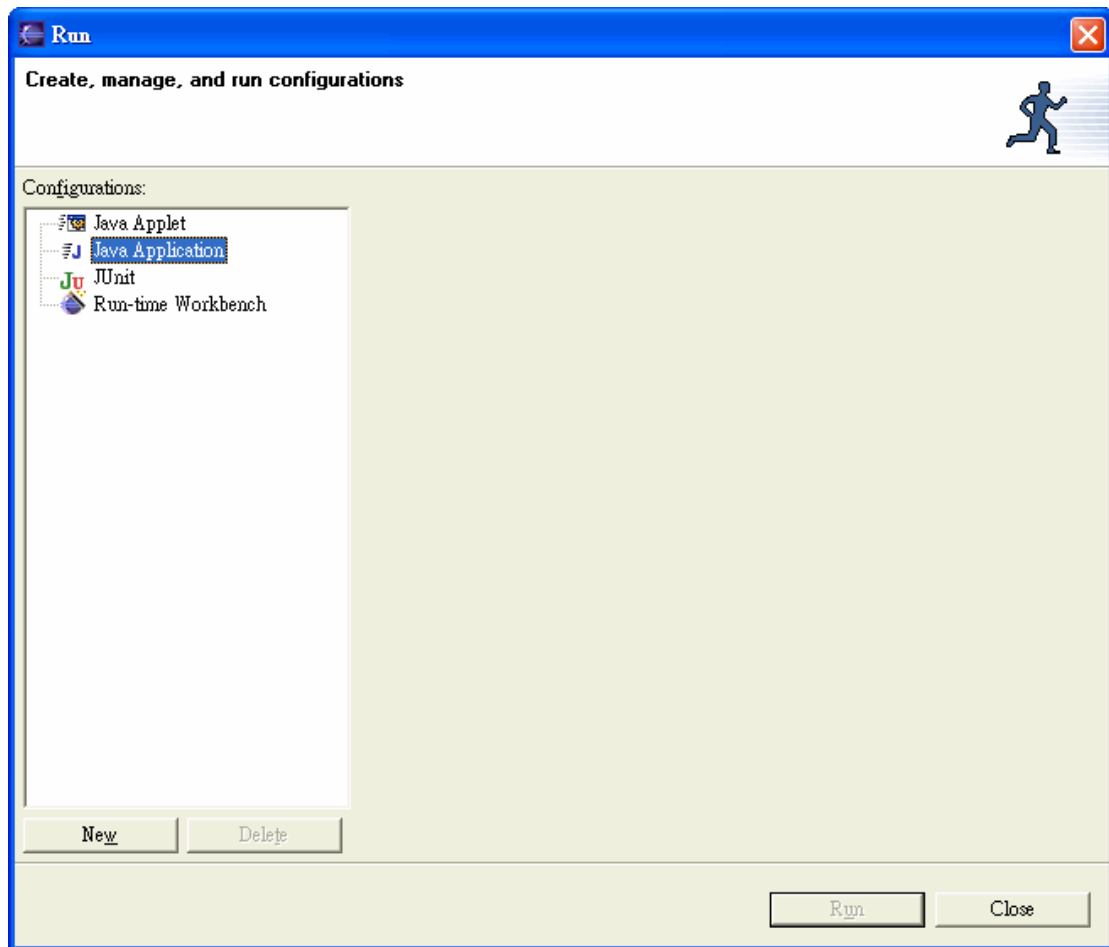 Run
Create, manage, and run configurations
Configurations:
Java Applet
Java Application
JUnit
Run-time Workbench
New
Delete
Run
Close